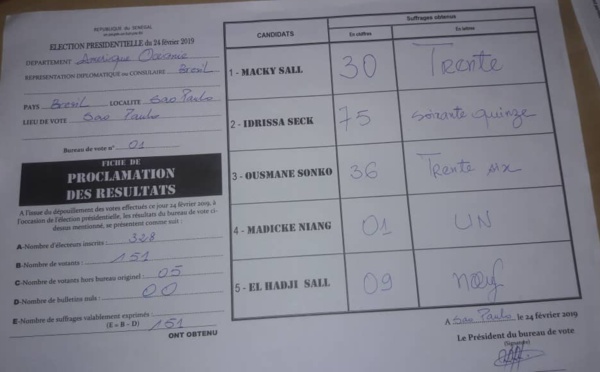 REPUBLIQUE DU SENEGAL
ELECTION PRESIDENTIELLE du 24 février 2019
DEPARTEMENT : Amérique Oceanie
REPRESENTATION DIPLOMATIQUE OU CONSULAIRE Bresil
PAYS Bresil LOCALITE Sao Paulo
LIEU DE VOTE : Sao Paulo
Bureau de vote n° 01
FICHE DE
PROCLAMATION
DES RESULTATS
A l'issue du dépouillement des votes effectués ce jour 24 février 2019, à
l'occasion de l'élection présidentielle, les résultats du bureau de vote ci-
dessus mentionné, se présentent comme suit :
A-Nombre d'électeurs inscrits : 328
B-Nombre de votants : 151
C-Nombre de votants hors bureau originel : 05
D-Nombre de bulletins nuls : 00
E-Nombre de suffrages valablement exprimés :
(E = B - D) 151
ONT OBTENU
CANDIDATS
Suffrages obtenus
En chiffres En lettres
1 - MACKY SALL 30 Trente
2 - IDRISSA SECK 75 soixante quinze
3 - OUSMANE SONKO 36 Trente six
4 - MADICKE NIANG 01 UN
5 - EL HADJI SALL 09 neuf
A Sao Paulo le 24 février 2019
Le Président du bureau de vote
(Signature)